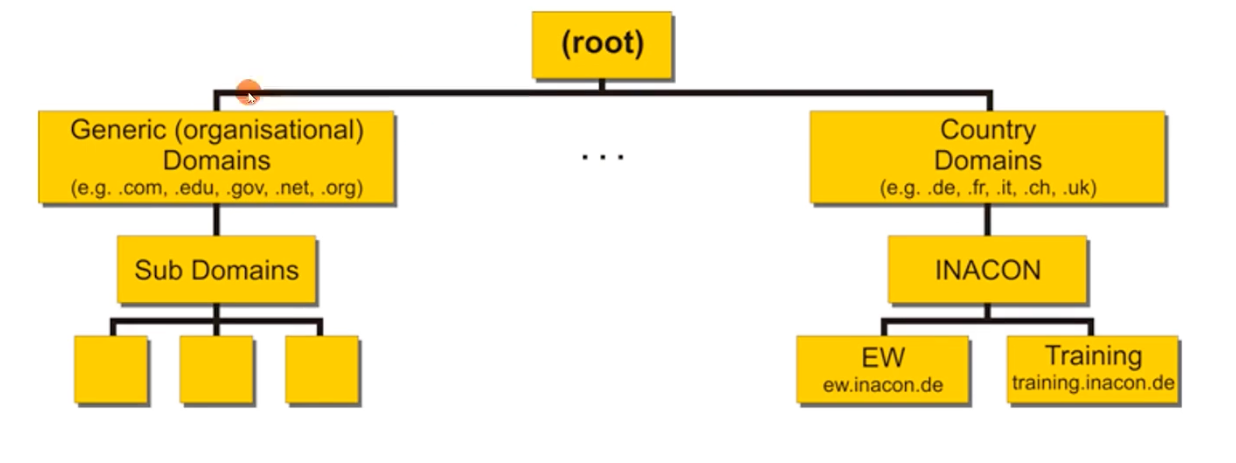 (root)
Generic (organisational)
Domains
(e.g. .com, .edu, .gov, .net, .org)
. . .
Country
Domains
(e.g. .de, .fr, .it, .ch, .uk)
Sub Domains
INACON
EW
ew.inacon.de
Training
training.inacon.de